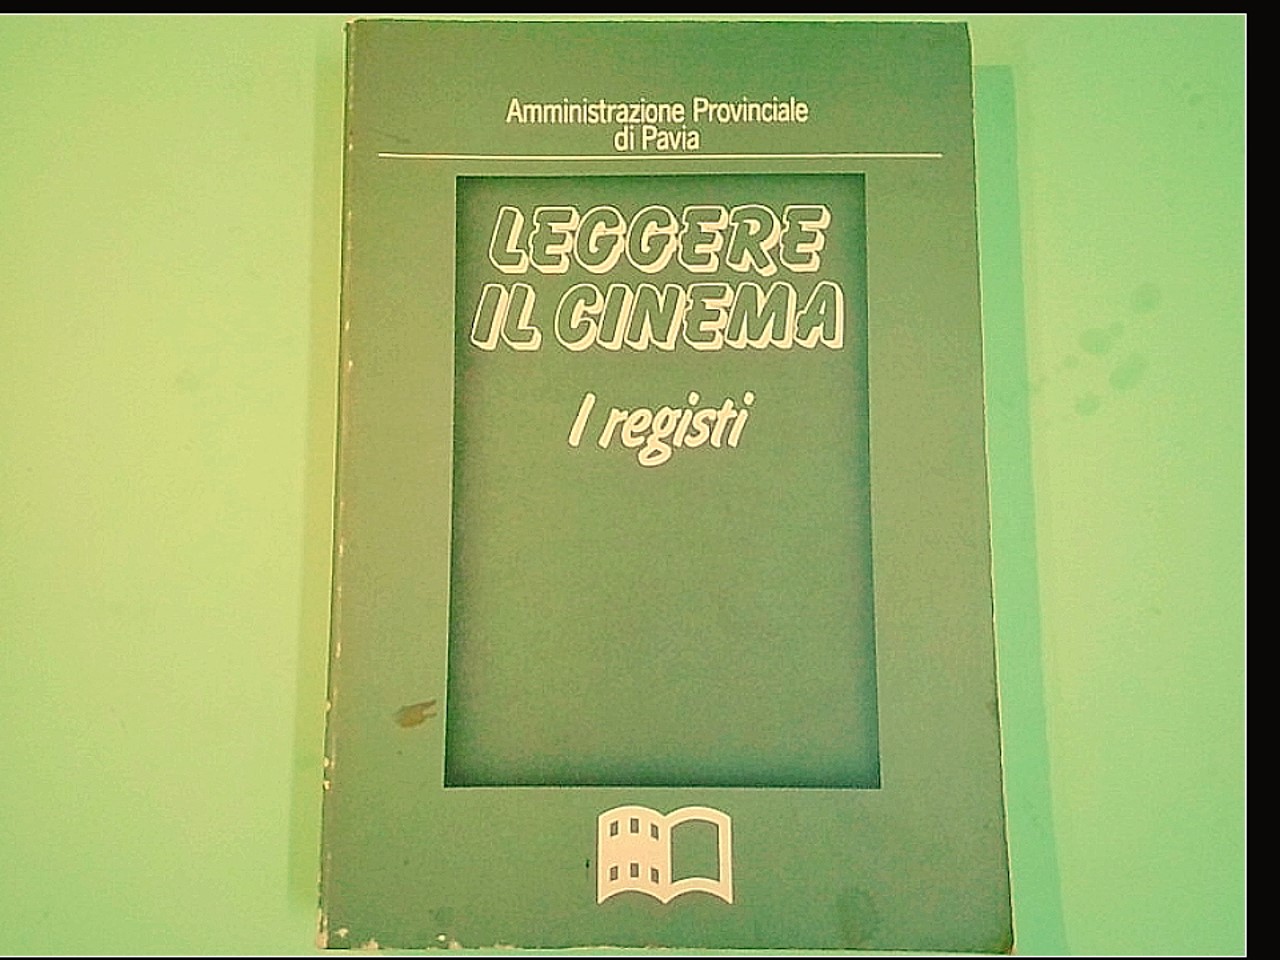 Amministrazione Provinciale
di Pavia
LEGGERE
IL CINEMA
I registi